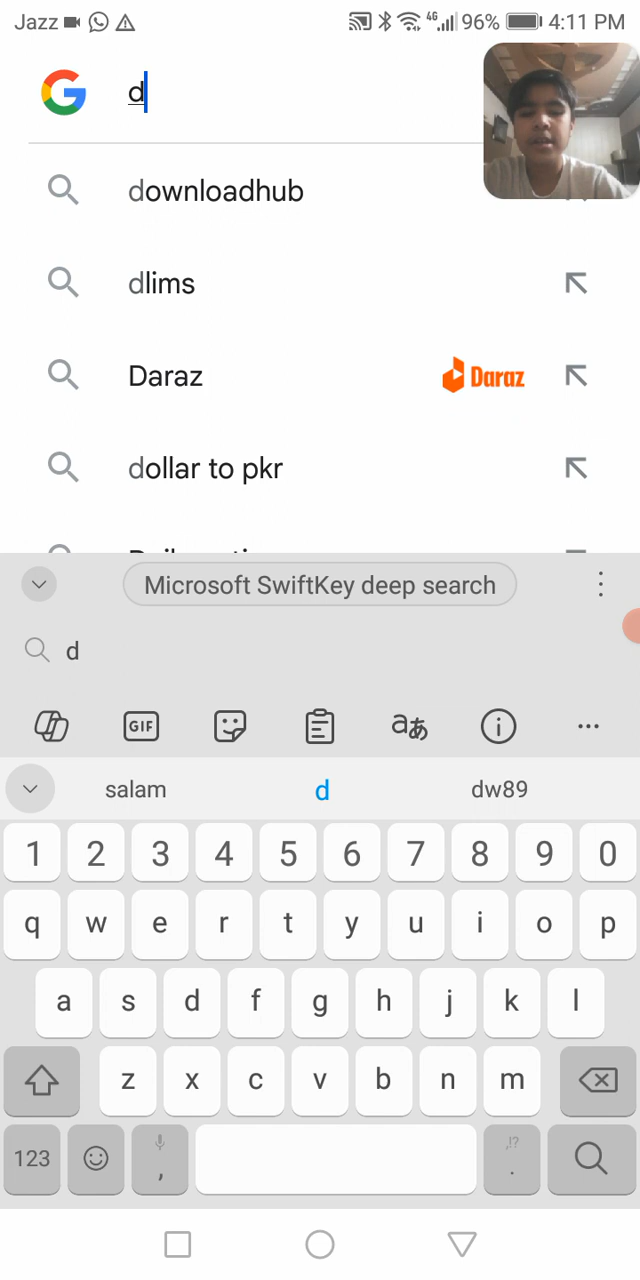 Jazz 4G 96% 4:11 PM
d
downloadhub
dlims
Daraz Daraz
dollar to pkr
Microsoft SwiftKey deep search
d
GIF aあ
salam d dw89
1 2 3 4 5 6 7 8 9 0
q w e r t y u i o p
a s d f g h j k l
z x c v b n m
123 , ,!? .